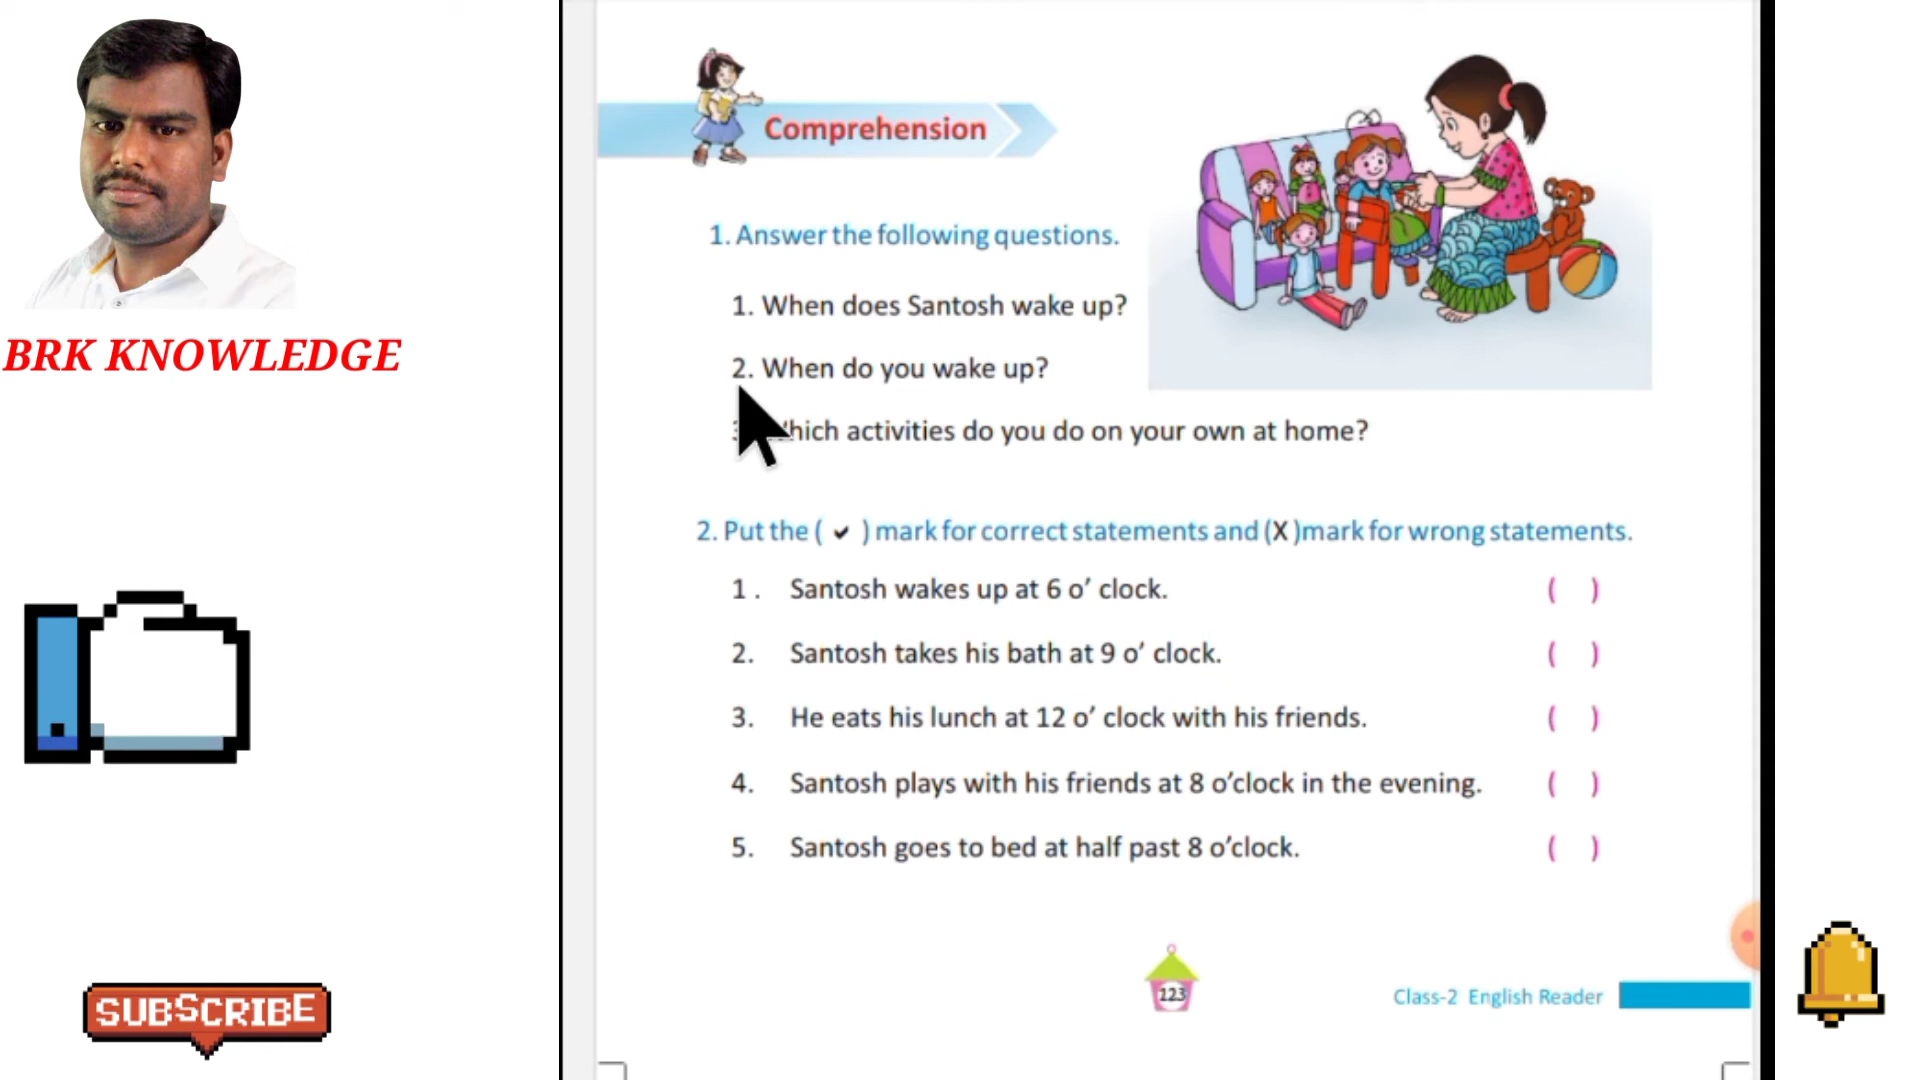 BRK KNOWLEDGE
SUBSCRIBE
Comprehension
1. Answer the following questions.
1. When does Santosh wake up?
2. When do you wake up?
activities do you do on your own at home?
2. Put the ( ✔ ) mark for correct statements and (X )mark for wrong statements.
1 . Santosh wakes up at 6 o’ clock. ( )
2. Santosh takes his bath at 9 o’ clock. ( )
3. He eats his lunch at 12 o’ clock with his friends. ( )
4. Santosh plays with his friends at 8 o’clock in the evening. ( )
5. Santosh goes to bed at half past 8 o’clock. ( )
123
Class-2 English Reader